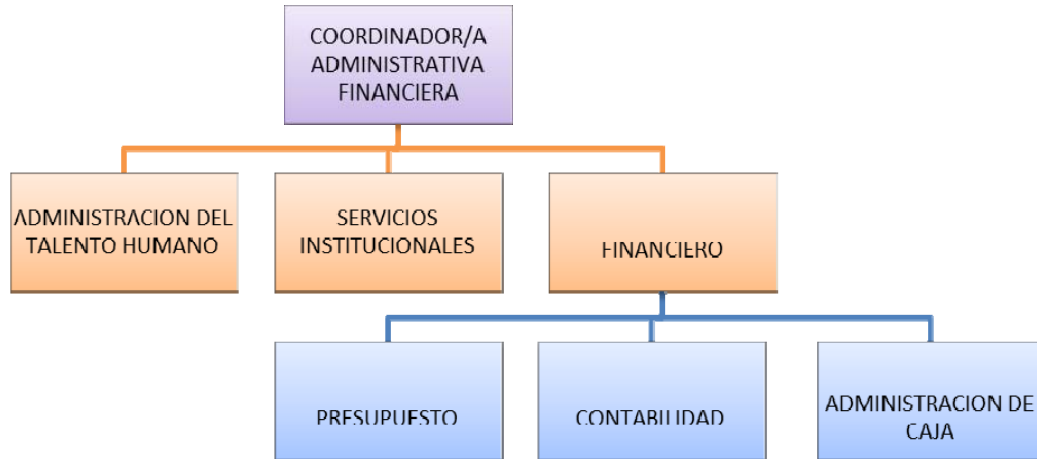 COORDINADOR/A
ADMINISTRATIVA
FINANCIERA
ADMINISTRACION DEL
TALENTO HUMANO
SERVICIOS
INSTITUCIONALES
FINANCIERO
PRESUPUESTO
CONTABILIDAD
ADMINISTRACION DE
CAJA